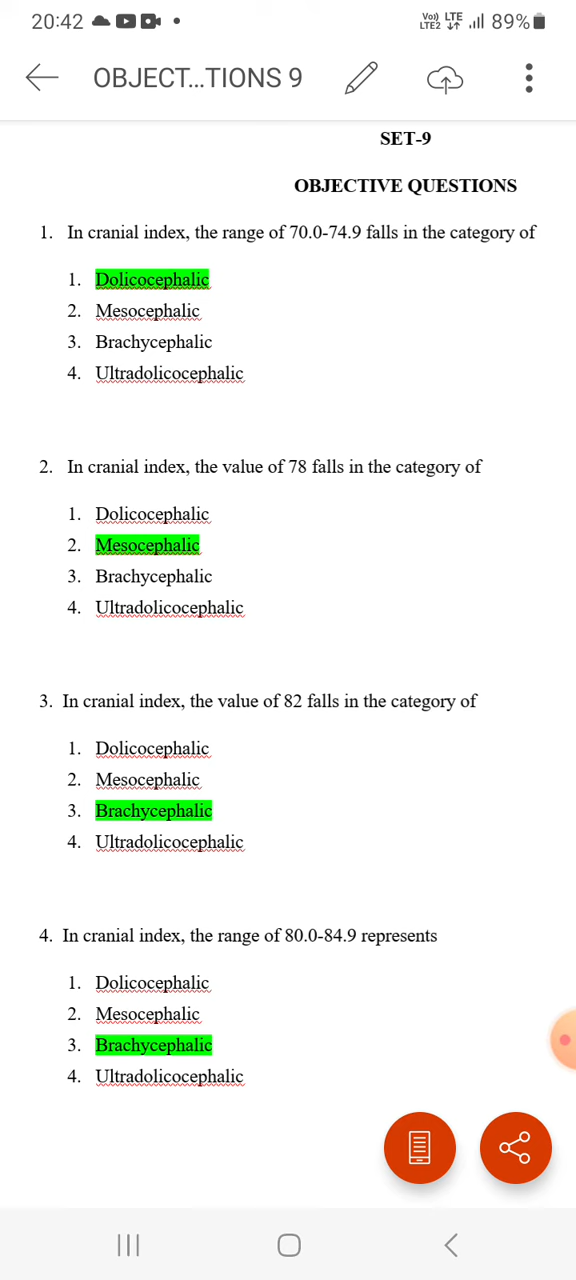 20:42
Vo)) LTE
LTE2
89%
OBJECT...TIONS 9
SET-9
OBJECTIVE QUESTIONS
1. In cranial index, the range of 70.0-74.9 falls in the category of
1. Dolicocephalic
2. Mesocephalic
3. Brachycephalic
4. Ultradolicocephalic
2. In cranial index, the value of 78 falls in the category of
1. Dolicocephalic
2. Mesocephalic
3. Brachycephalic
4. Ultradolicocephalic
3. In cranial index, the value of 82 falls in the category of
1. Dolicocephalic
2. Mesocephalic
3. Brachycephalic
4. Ultradolicocephalic
4. In cranial index, the range of 80.0-84.9 represents
1. Dolicocephalic
2. Mesocephalic
3. Brachycephalic
4. Ultradolicocephalic